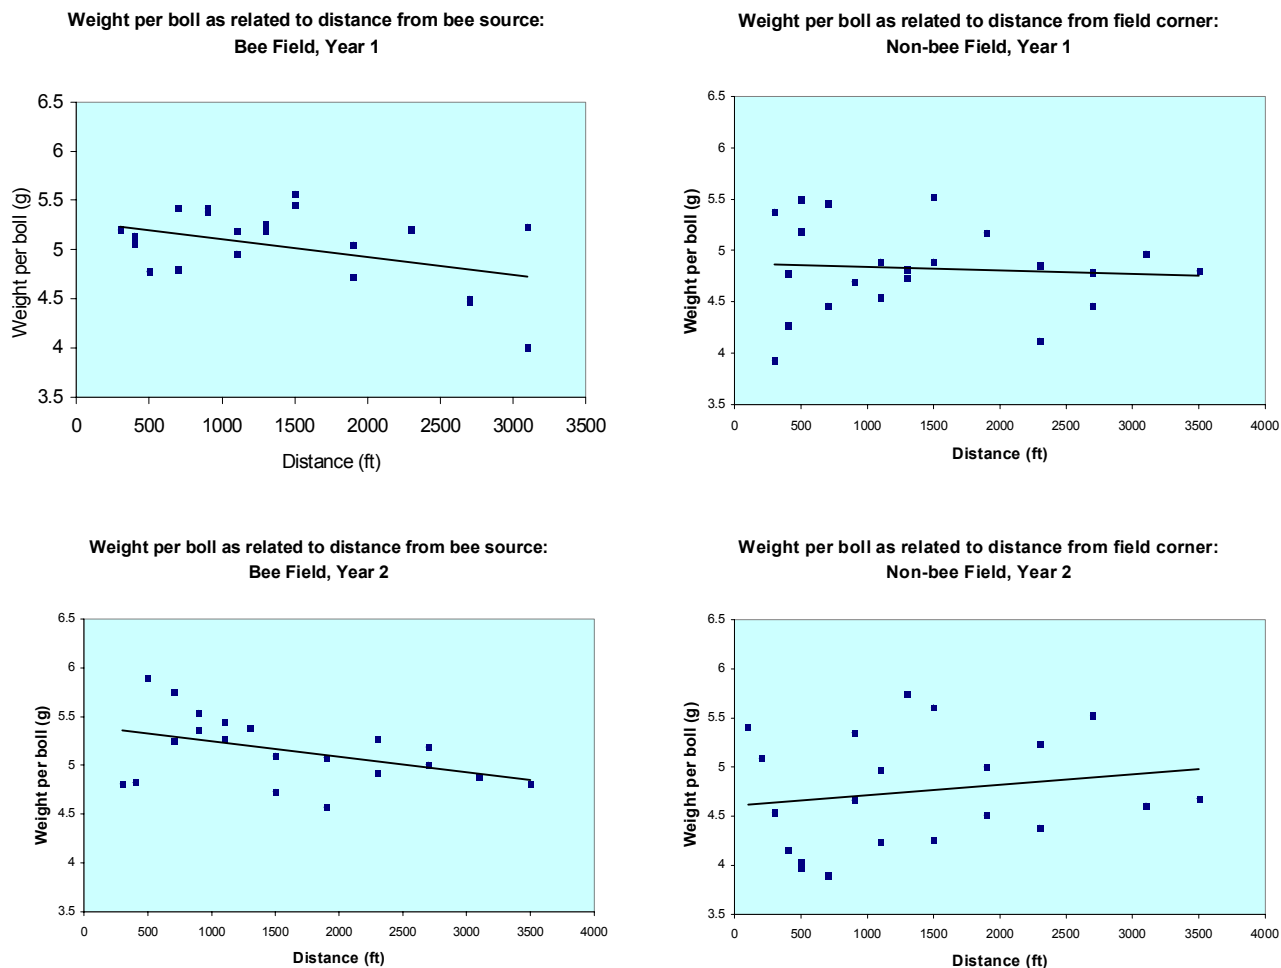 Weight per boll as related to distance from bee source:
Bee Field, Year 1
6.5
6
5.5
5
4.5
4
3.5
Weight per boll (g)
0 500 1000 1500 2000 2500 3000 3500
Distance (ft)
Weight per boll as related to distance from field corner:
Non-bee Field, Year 1
6.5
6
5.5
5
4.5
4
3.5
Weight per boll (g)
0 500 1000 1500 2000 2500 3000 3500 4000
Distance (ft)
Weight per boll as related to distance from bee source:
Bee Field, Year 2
6.5
6
5.5
5
4.5
4
3.5
Weight per boll (g)
0 500 1000 1500 2000 2500 3000 3500 4000
Distance (ft)
Weight per boll as related to distance from field corner:
Non-bee Field, Year 2
6.5
6
5.5
5
4.5
4
3.5
Weight per boll (g)
0 500 1000 1500 2000 2500 3000 3500 4000
Distance (ft)